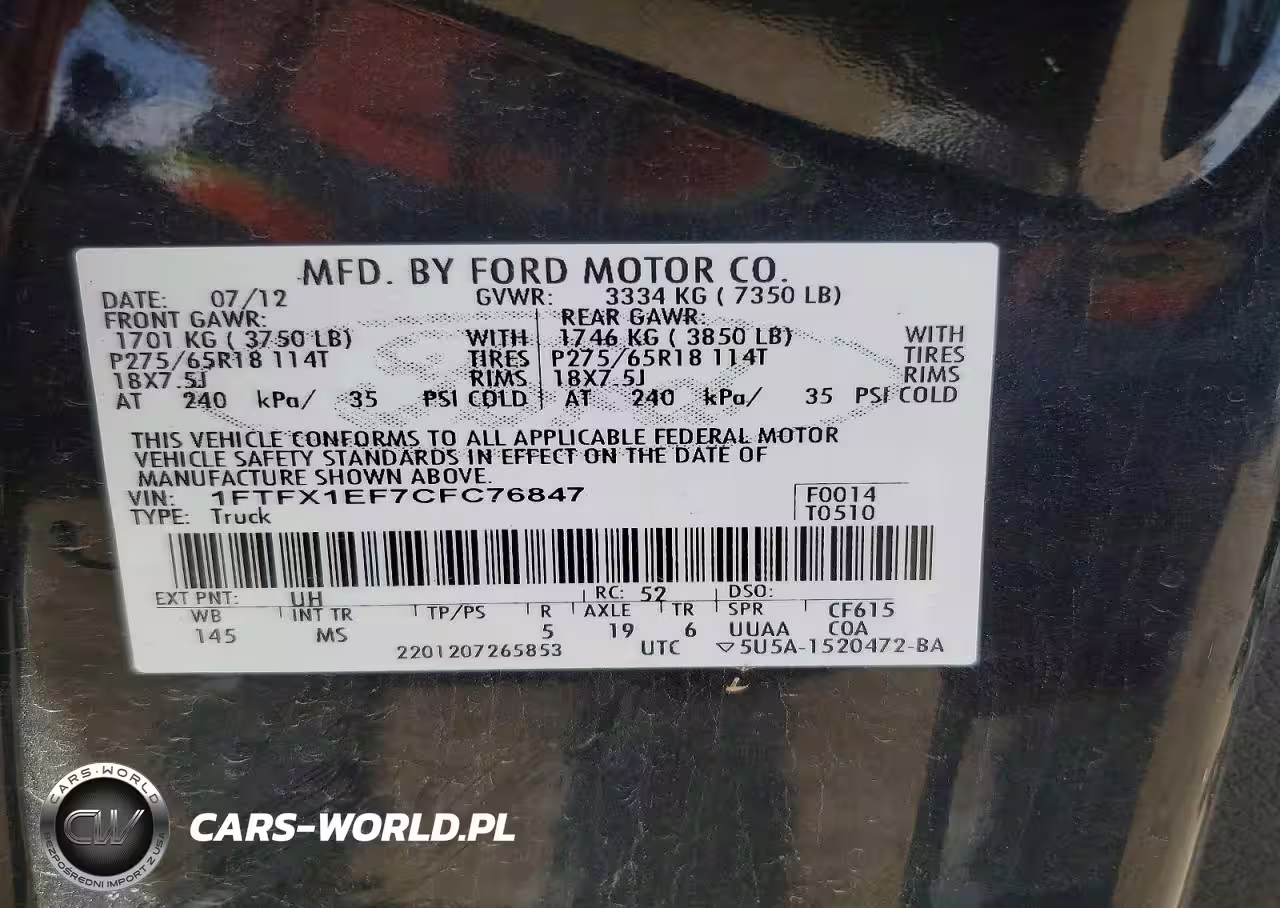 MFD. BY FORD MOTOR CO.
DATE: 07/12 GVWR: 3334 KG ( 7350 LB)
FRONT GAWR: REAR GAWR:
1701 KG ( 3750 LB) WITH 1746 KG ( 3850 LB) WITH
P275/65R18 114T TIRES P275/65R18 114T TIRES
18X7.5J RIMS 18X7.5J RIMS
AT 240 kPa/ 35 PSI COLD AT 240 kPa/ 35 PSI COLD
THIS VEHICLE CONFORMS TO ALL APPLICABLE FEDERAL MOTOR
VEHICLE SAFETY STANDARDS IN EFFECT ON THE DATE OF
MANUFACTURE SHOWN ABOVE.
VIN: 1FTFX1EF7CFC76847 F0014
TYPE: Truck T0510
EXT PNT: UH RC: 52 DSO:
WB INT TR TP/PS R AXLE TR SPR CF615
145 MS 5 19 6 UUAA COA
2201207265853 UTC ▽5U5A-1520472-BA
CARS-WORLD
CW
BEZPOŚREDNI IMPORT Z USA
CARS-WORLD.PL